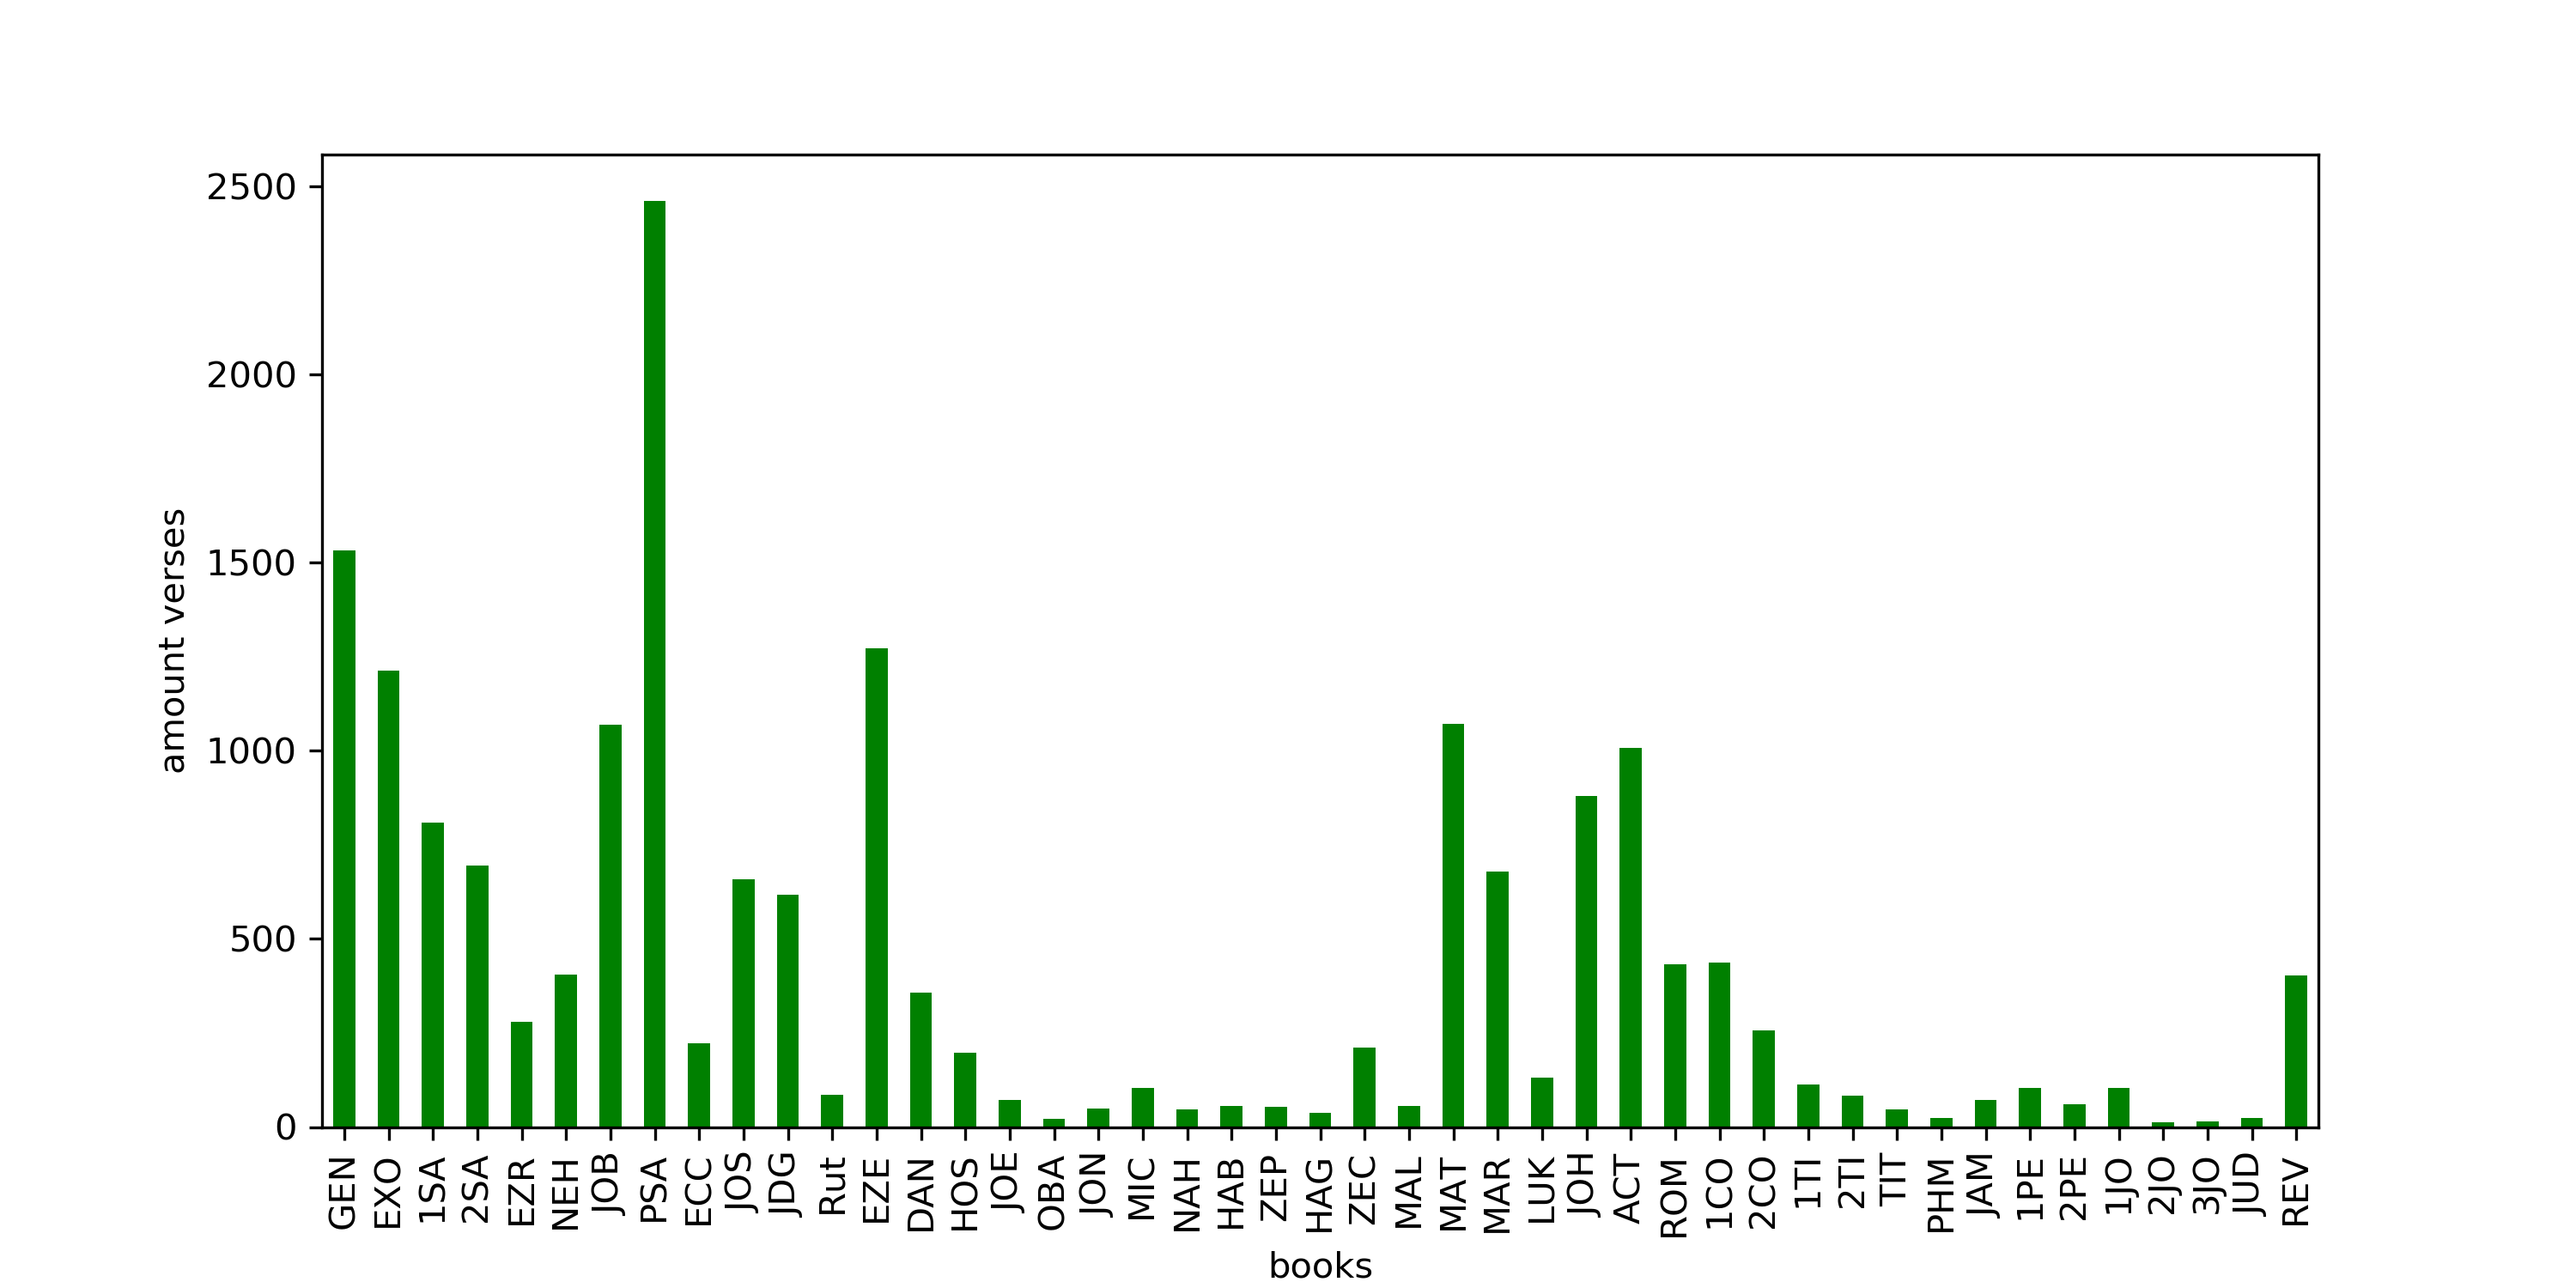 2500
2000
1500
1000
500
0
amount verses
GEN
EXO
1SA
2SA
EZR
NEH
JOB
PSA
ECC
JOS
JDG
Rut
EZE
DAN
HOS
JOE
OBA
JON
MIC
NAH
HAB
ZEP
HAG
ZEC
MAL
MAT
MAR
LUK
JOH
ACT
ROM
1CO
2CO
1TI
2TI
TIT
PHM
JAM
1PE
2PE
1JO
2JO
3JO
JUD
REV
books